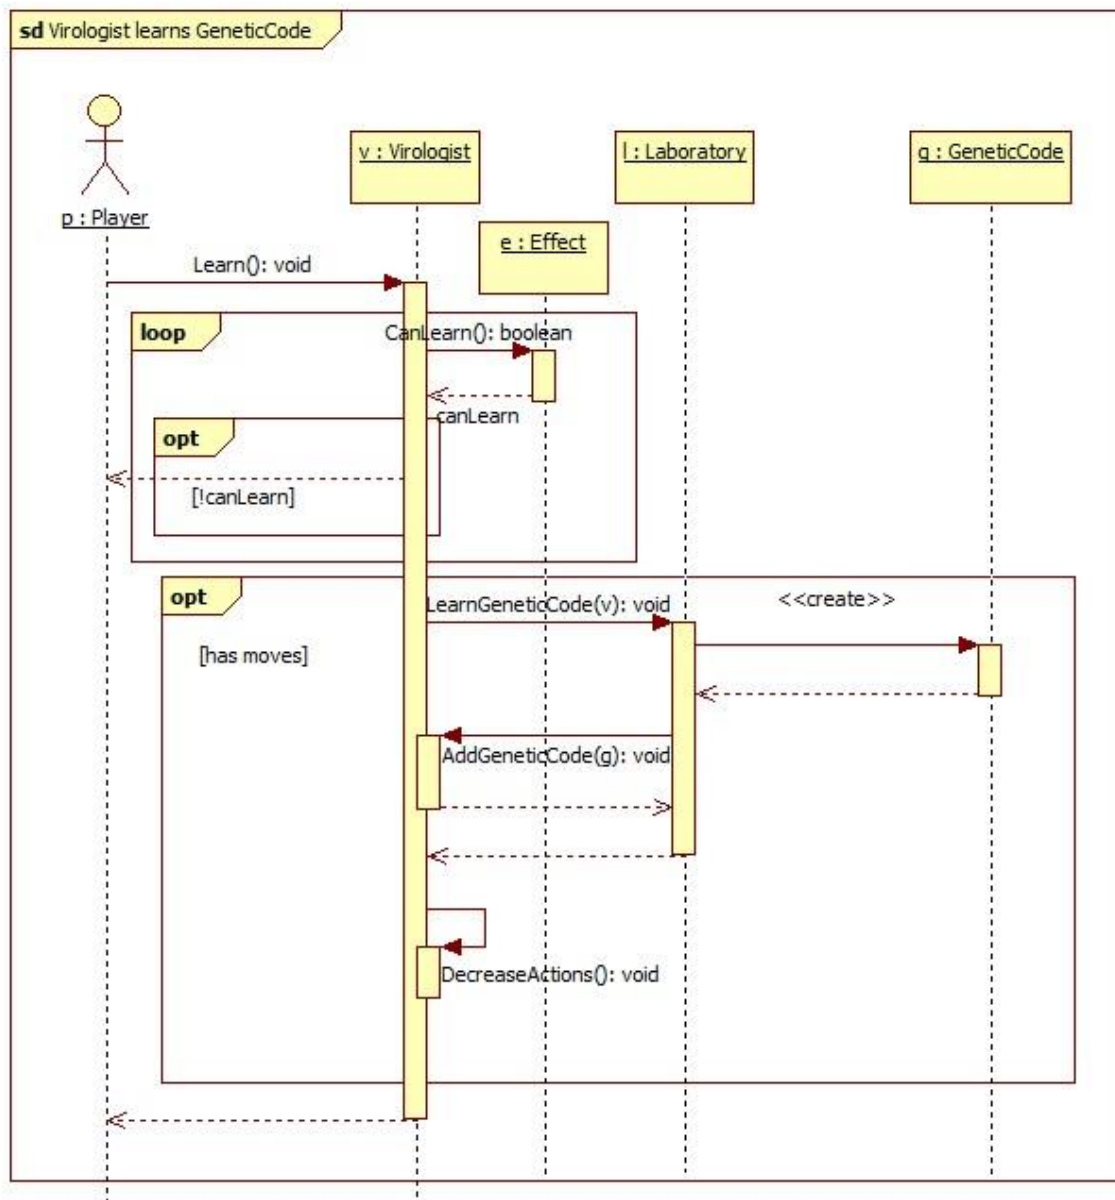 sd Virologist learns GeneticCode
p : Player
v : Virologist
l : Laboratory
g : GeneticCode
e : Effect
Learn(): void
loop
CanLearn(): boolean
canLearn
opt
[!canLearn]
opt
LearnGeneticCode(v): void
<<create>>
[has moves]
AddGeneticCode(g): void
DecreaseActions(): void